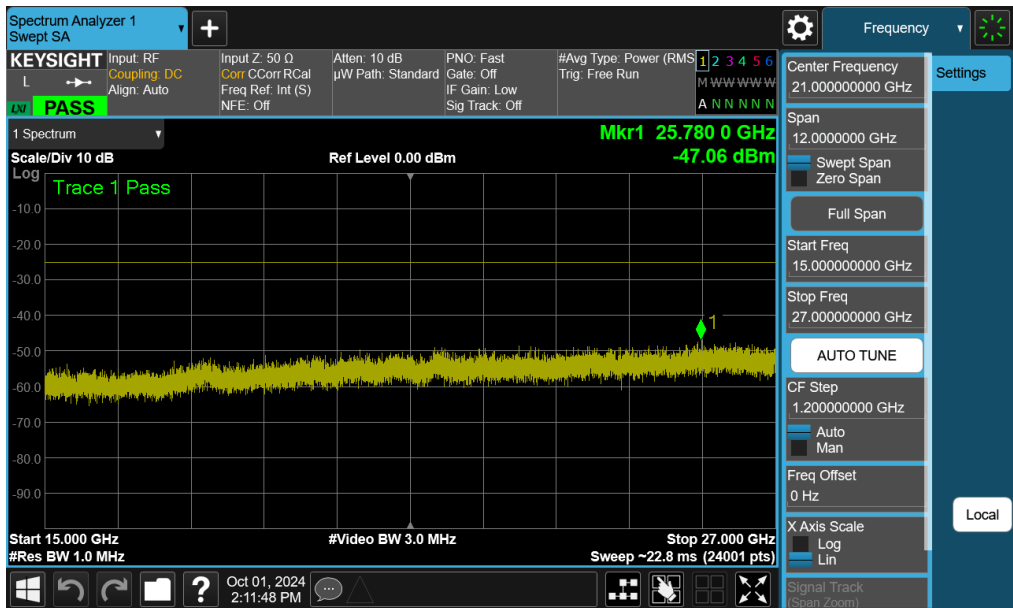 Spectrum Analyzer 1
Swept SA
+
Frequency
KEYSIGHT
L
LXI PASS
Input: RF
Coupling: DC
Align: Auto
Input Z: 50 Ω
Corr CCorr RCal
Freq Ref: Int (S)
NFE: Off
Atten: 10 dB
µW Path: Standard
PNO: Fast
Gate: Off
IF Gain: Low
Sig Track: Off
#Avg Type: Power (RMS
Trig: Free Run
1 2 3 4 5 6
M W W W W W
A N N N N N
1 Spectrum
Mkr1 25.780 0 GHz
-47.06 dBm
Scale/Div 10 dB
Ref Level 0.00 dBm
Log
Trace 1 Pass
-10.0
-20.0
-30.0
-40.0
-50.0
-60.0
-70.0
-80.0
-90.0
1
Start 15.000 GHz
#Video BW 3.0 MHz
Stop 27.000 GHz
#Res BW 1.0 MHz
Sweep ~22.8 ms (24001 pts)
Oct 01, 2024
2:11:48 PM
?
Center Frequency
21.000000000 GHz
Span
12.0000000 GHz
Swept Span
Zero Span
Full Span
Start Freq
15.000000000 GHz
Stop Freq
27.000000000 GHz
AUTO TUNE
CF Step
1.200000000 GHz
Auto
Man
Freq Offset
0 Hz
X Axis Scale
Log
Lin
Signal Track
(Span Zoom)
Settings
Local